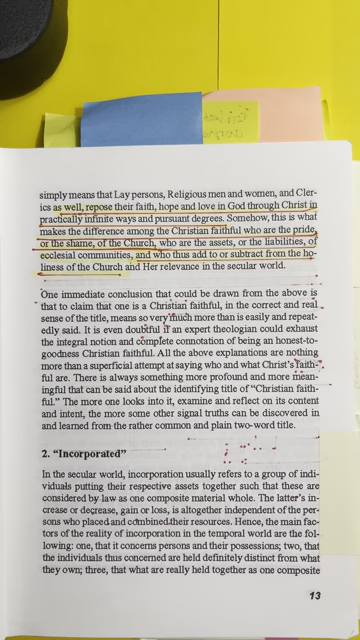 simply means that Lay persons, Religious men and women, and Cler-
ics as well, repose their faith, hope and love in God through Christ in
practically infinite ways and pursuant degrees. Somehow, this is what
makes the difference among the Christian faithful who are the pride,
or the shame, of the Church, who are the assets, or the liabilities, of
ecclesial communities, and who thus add to or subtract from the ho-
liness of the Church and Her relevance in the secular world.
One immediate conclusion that could be drawn from the above is
that to claim that one is a Christian faithful, in the correct and real
sense of the title, means so very much more than is easily and repeat-
edly said. It is even doubtful if an expert theologian could exhaust
the integral notion and complete connotation of being an honest-to-
goodness Christian faithful. All the above explanations are nothing
more than a superficial attempt at saying who and what Christ's faith-
ful are. There is always something more profound and more mean-
ingful that can be said about the identifying title of "Christian faith-
ful." The more one looks into it, examine and reflect on its content
and intent, the more some other signal truths can be discovered in
and learned from the rather common and plain two-word title.
2. "Incorporated"
In the secular world, incorporation usually refers to a group of indi-
viduals putting their respective assets together such that these are
considered by law as one composite material whole. The latter's in-
crease or decrease, gain or loss, is altogether independent of the per-
sons who placed and combined their resources. Hence, the main fac-
tors of the reality of incorporation in the temporal world are the fol-
lowing: one, that it concerns persons and their possessions; two, that
the individuals thus concerned are held definitely distinct from what
they own; three, that what are really held together as one composite
13